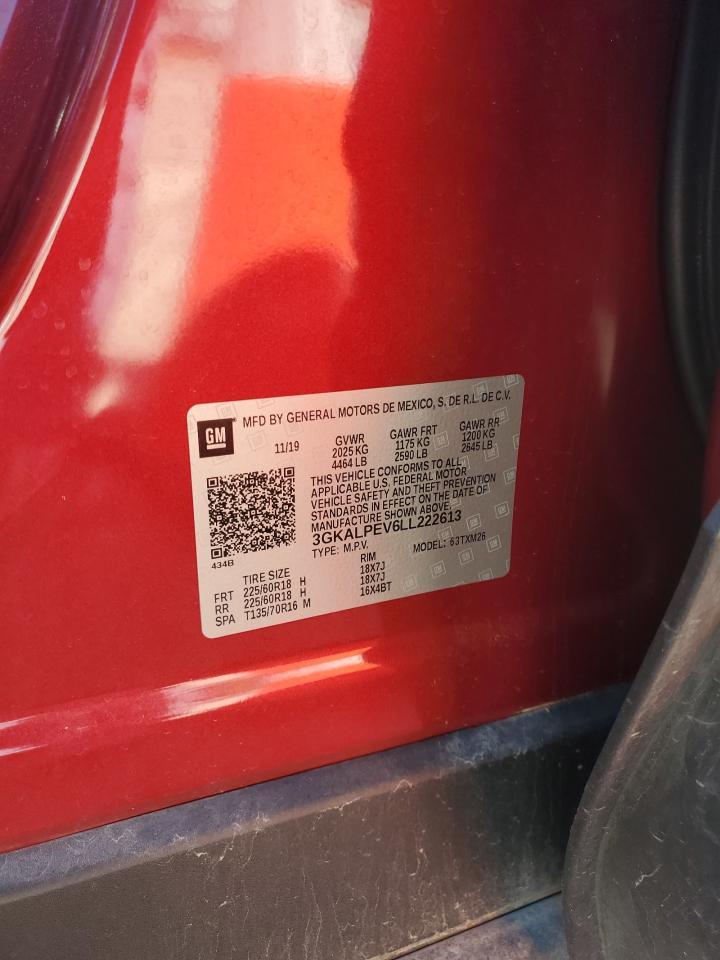 GM
MFD BY GENERAL MOTORS DE MEXICO, S. DE R.L. DE C.V.
11/19
GVWR GAWR FRT GAWR RR
2025 KG 1175 KG 1200 KG
4464 LB 2590 LB 2645 LB
THIS VEHICLE CONFORMS TO ALL
APPLICABLE U.S. FEDERAL MOTOR
VEHICLE SAFETY AND THEFT PREVENTION
STANDARDS IN EFFECT ON THE DATE OF
MANUFACTURE SHOWN ABOVE.
3GKALPEV6LL222613
TYPE: M.P.V. MODEL: 63TXM26
434B
TIRE SIZE RIM
FRT 225/60R18 H 18X7J
RR 225/60R18 H 18X7J
SPA T135/70R16 M 16X4BT